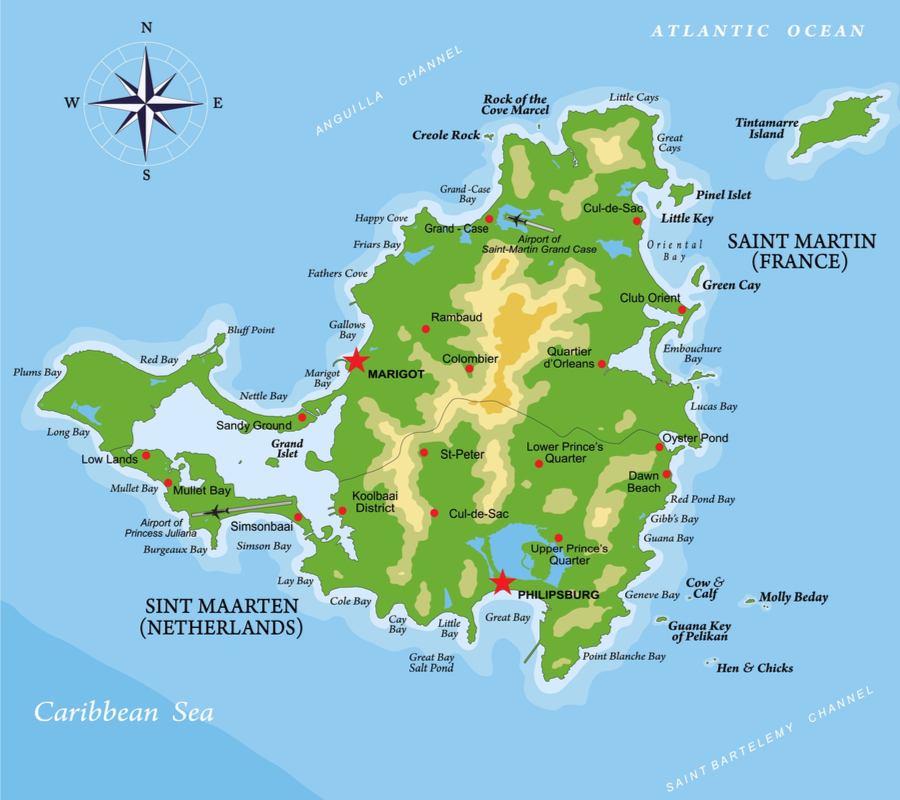 ATLANTIC OCEAN
N
W
E
S
ANGUILLA CHANNEL
Rock of the
Cove Marcel
Little Cays
Creole Rock
Great
Cays
Tintamarre
Island
Grand -Case
Bay
Pinel Islet
Cul-de-Sac
Little Key
Happy Cove
Grand - Case
Airport of
Saint-Martin Grand Case
Friars Bay
Oriental
Bay
SAINT MARTIN
(FRANCE)
Fathers Cove
Green Cay
Club Orient
Rambaud
Gallows
Bay
Bluff Point
Red Bay
Colombier
Quartier
d'Orleans
Embouchure
Bay
Plums Bay
Marigot
Bay
MARIGOT
Nettle Bay
Lucas Bay
Sandy Ground
Long Bay
Grand
Islet
Oyster Pond
Low Lands
St-Peter
Lower Prince's
Quarter
Dawn
Beach
Mullet Bay
Mullet Bay
Koolbaai
District
Red Pond Bay
Airport of
Princess Juliana
Simsonbaai
Cul-de-Sac
Gibb's Bay
Burgeaux Bay
Simson Bay
Guana Bay
Upper Prince's
Quarter
Lay Bay
PHILIPSBURG
Geneve Bay
Cow &
Calf
Molly Beday
SINT MAARTEN
(NETHERLANDS)
Cole Bay
Cay
Bay
Little
Bay
Great Bay
Guana Key
of Pelikan
Great Bay
Salt Pond
Point Blanche Bay
Hen & Chicks
Caribbean Sea
SAINT BARTELEMY CHANNEL